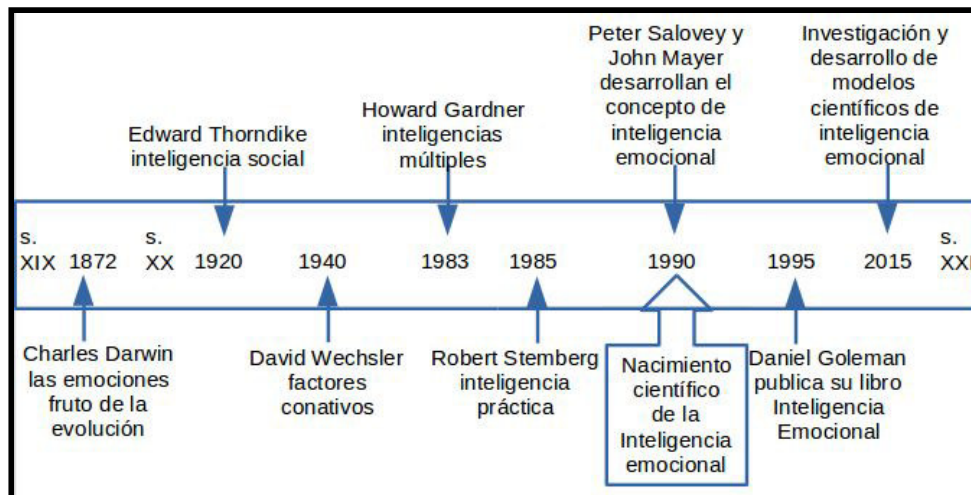 Edward Thorndike
inteligencia social
Howard Gardner
inteligencias
múltiples
Peter Salovey y
John Mayer
desarrollan el
concepto de
inteligencia
emocional
Investigación y
desarrollo de
modelos
científicos de
inteligencia
emocional
s.
XIX 1872
s.
XX 1920 1940 1983 1985 1990 1995 2015
s.
XXI
Charles Darwin
las emociones
fruto de la
evolución
David Wechsler
factores
conativos
Robert Stemberg
inteligencia
práctica
Nacimiento
científico
de la
Inteligencia
emocional
Daniel Goleman
publica su libro
Inteligencia
Emocional